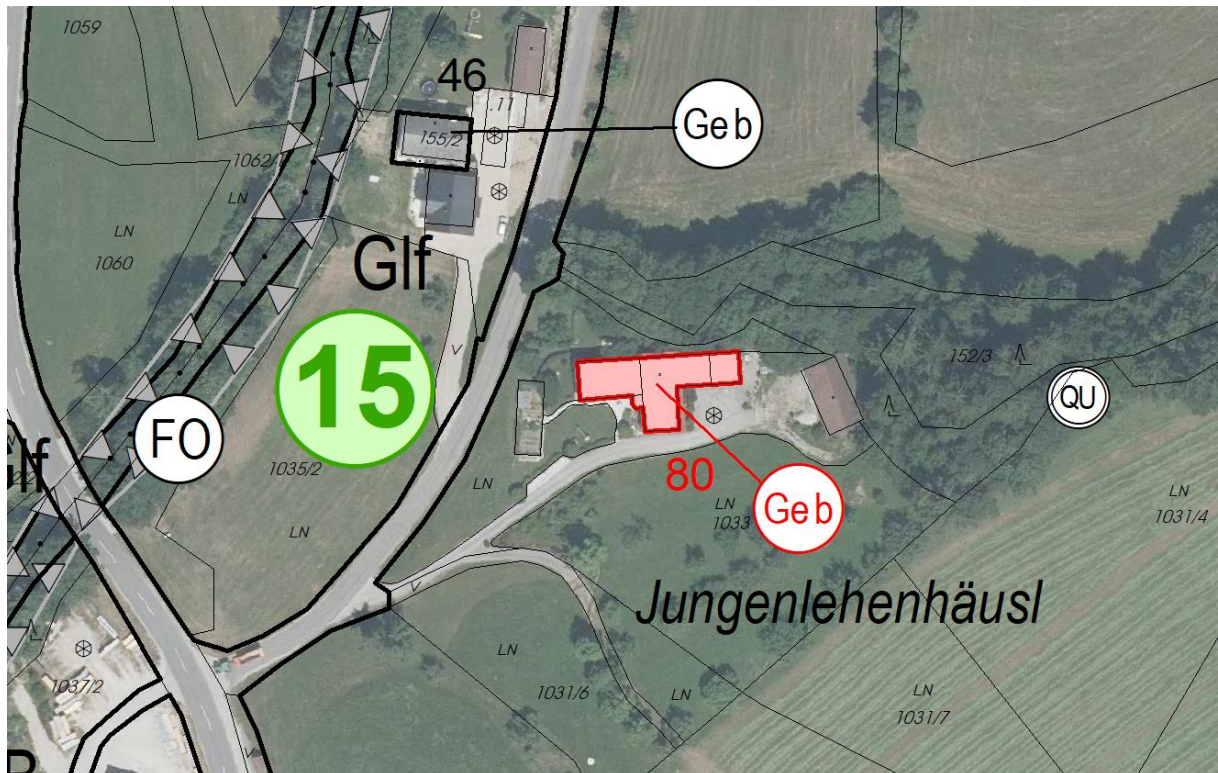 1059
46
.11
Geb
155/2
1062/1
LN
LN
1060
Glf
15
V
152/3
QU
FO
Glf
1035/2
LN
80
LN
1033
Geb
LN
1031/4
LN
Jungenlehenhäusl
V
LN
1037/2
1031/6
LN
LN
1031/7
V